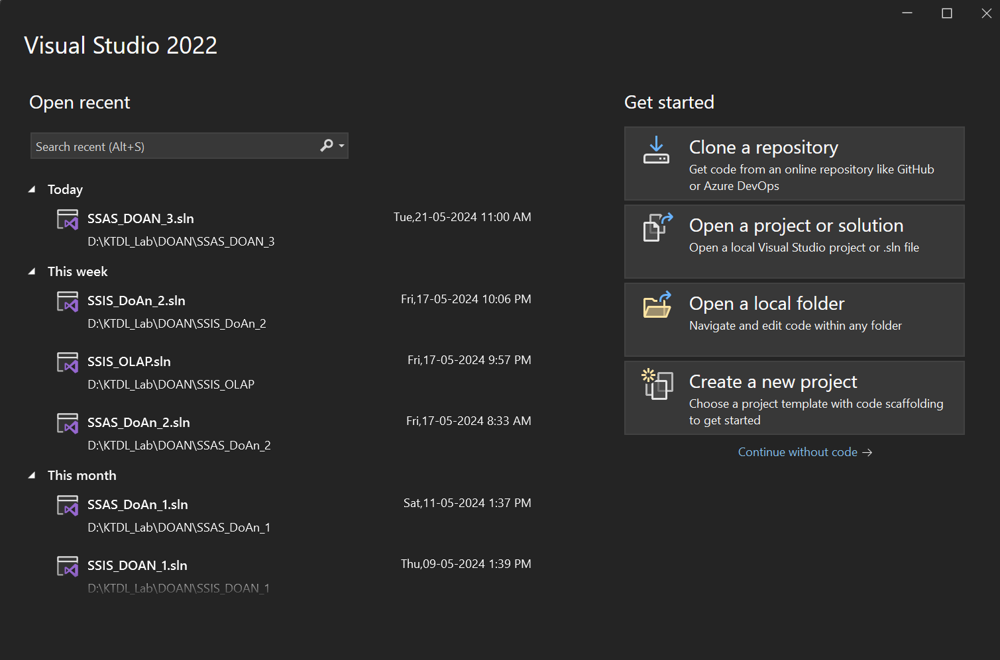 Visual Studio 2022
Open recent
Search recent (Alt+S)
Today
SSAS_DOAN_3.sln
Tue,21-05-2024 11:00 AM
D:\KTDL_Lab\DOAN\SSAS_DOAN_3
This week
SSIS_DoAn_2.sln
Fri,17-05-2024 10:06 PM
D:\KTDL_Lab\DOAN\SSIS_DoAn_2
SSIS_OLAP.sln
Fri,17-05-2024 9:57 PM
D:\KTDL_Lab\DOAN\SSIS_OLAP
SSAS_DoAn_2.sln
Fri,17-05-2024 8:33 AM
D:\KTDL_Lab\DOAN\SSAS_DoAn_2
This month
SSAS_DoAn_1.sln
Sat,11-05-2024 1:37 PM
D:\KTDL_Lab\DOAN\SSAS_DoAn_1
SSIS_DOAN_1.sln
Thu,09-05-2024 1:39 PM
D:\KTDL_Lab\DOAN\SSIS_DOAN_1
Get started
Clone a repository
Get code from an online repository like GitHub
or Azure DevOps
Open a project or solution
Open a local Visual Studio project or .sln file
Open a local folder
Navigate and edit code within any folder
Create a new project
Choose a project template with code scaffolding
to get started
Continue without code →